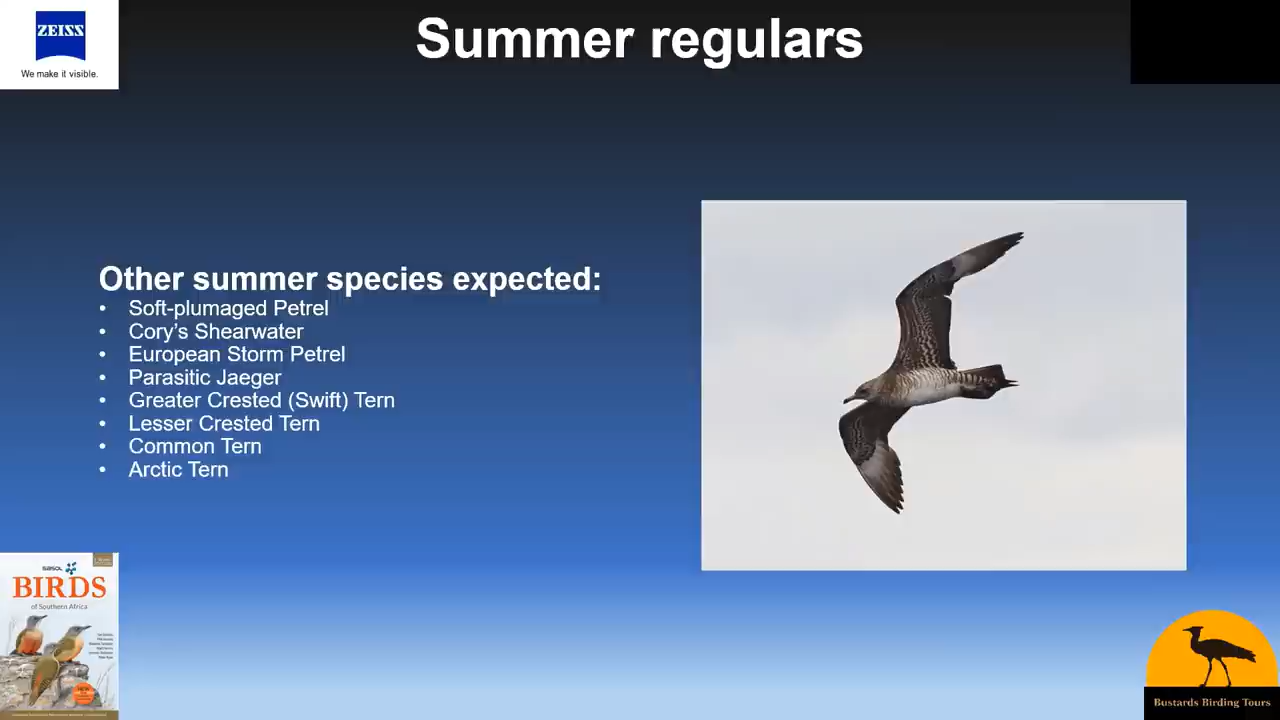 ZEISS
We make it visible.
Summer regulars
Other summer species expected:
• Soft-plumaged Petrel
• Cory's Shearwater
• European Storm Petrel
• Parasitic Jaeger
• Greater Crested (Swift) Tern
• Lesser Crested Tern
• Common Tern
• Arctic Tern
sasol
BIRDS
of Southern Africa
Bustards Birding Tours